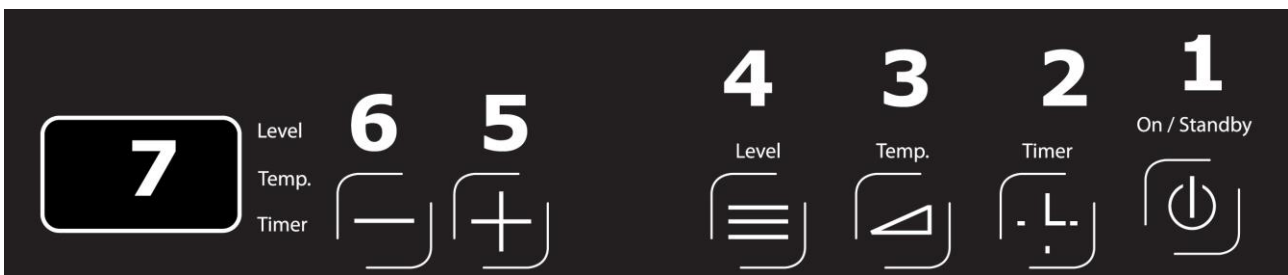 1
On / Standby
2
Timer
3
Temp.
4
Level
5
6
7
Level
Temp.
Timer